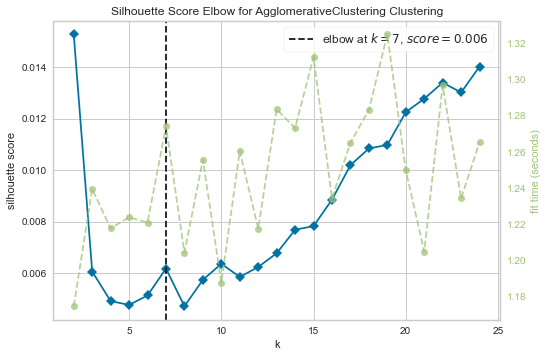 Silhouette Score Elbow for AgglomerativeClustering Clustering
elbow at k = 7, score = 0.006
silhouette score
0.014
0.012
0.010
0.008
0.006
1.32
1.30
1.28
1.26
1.24
1.22
1.20
1.18
fit time (seconds)
5 10 15 20 25
k